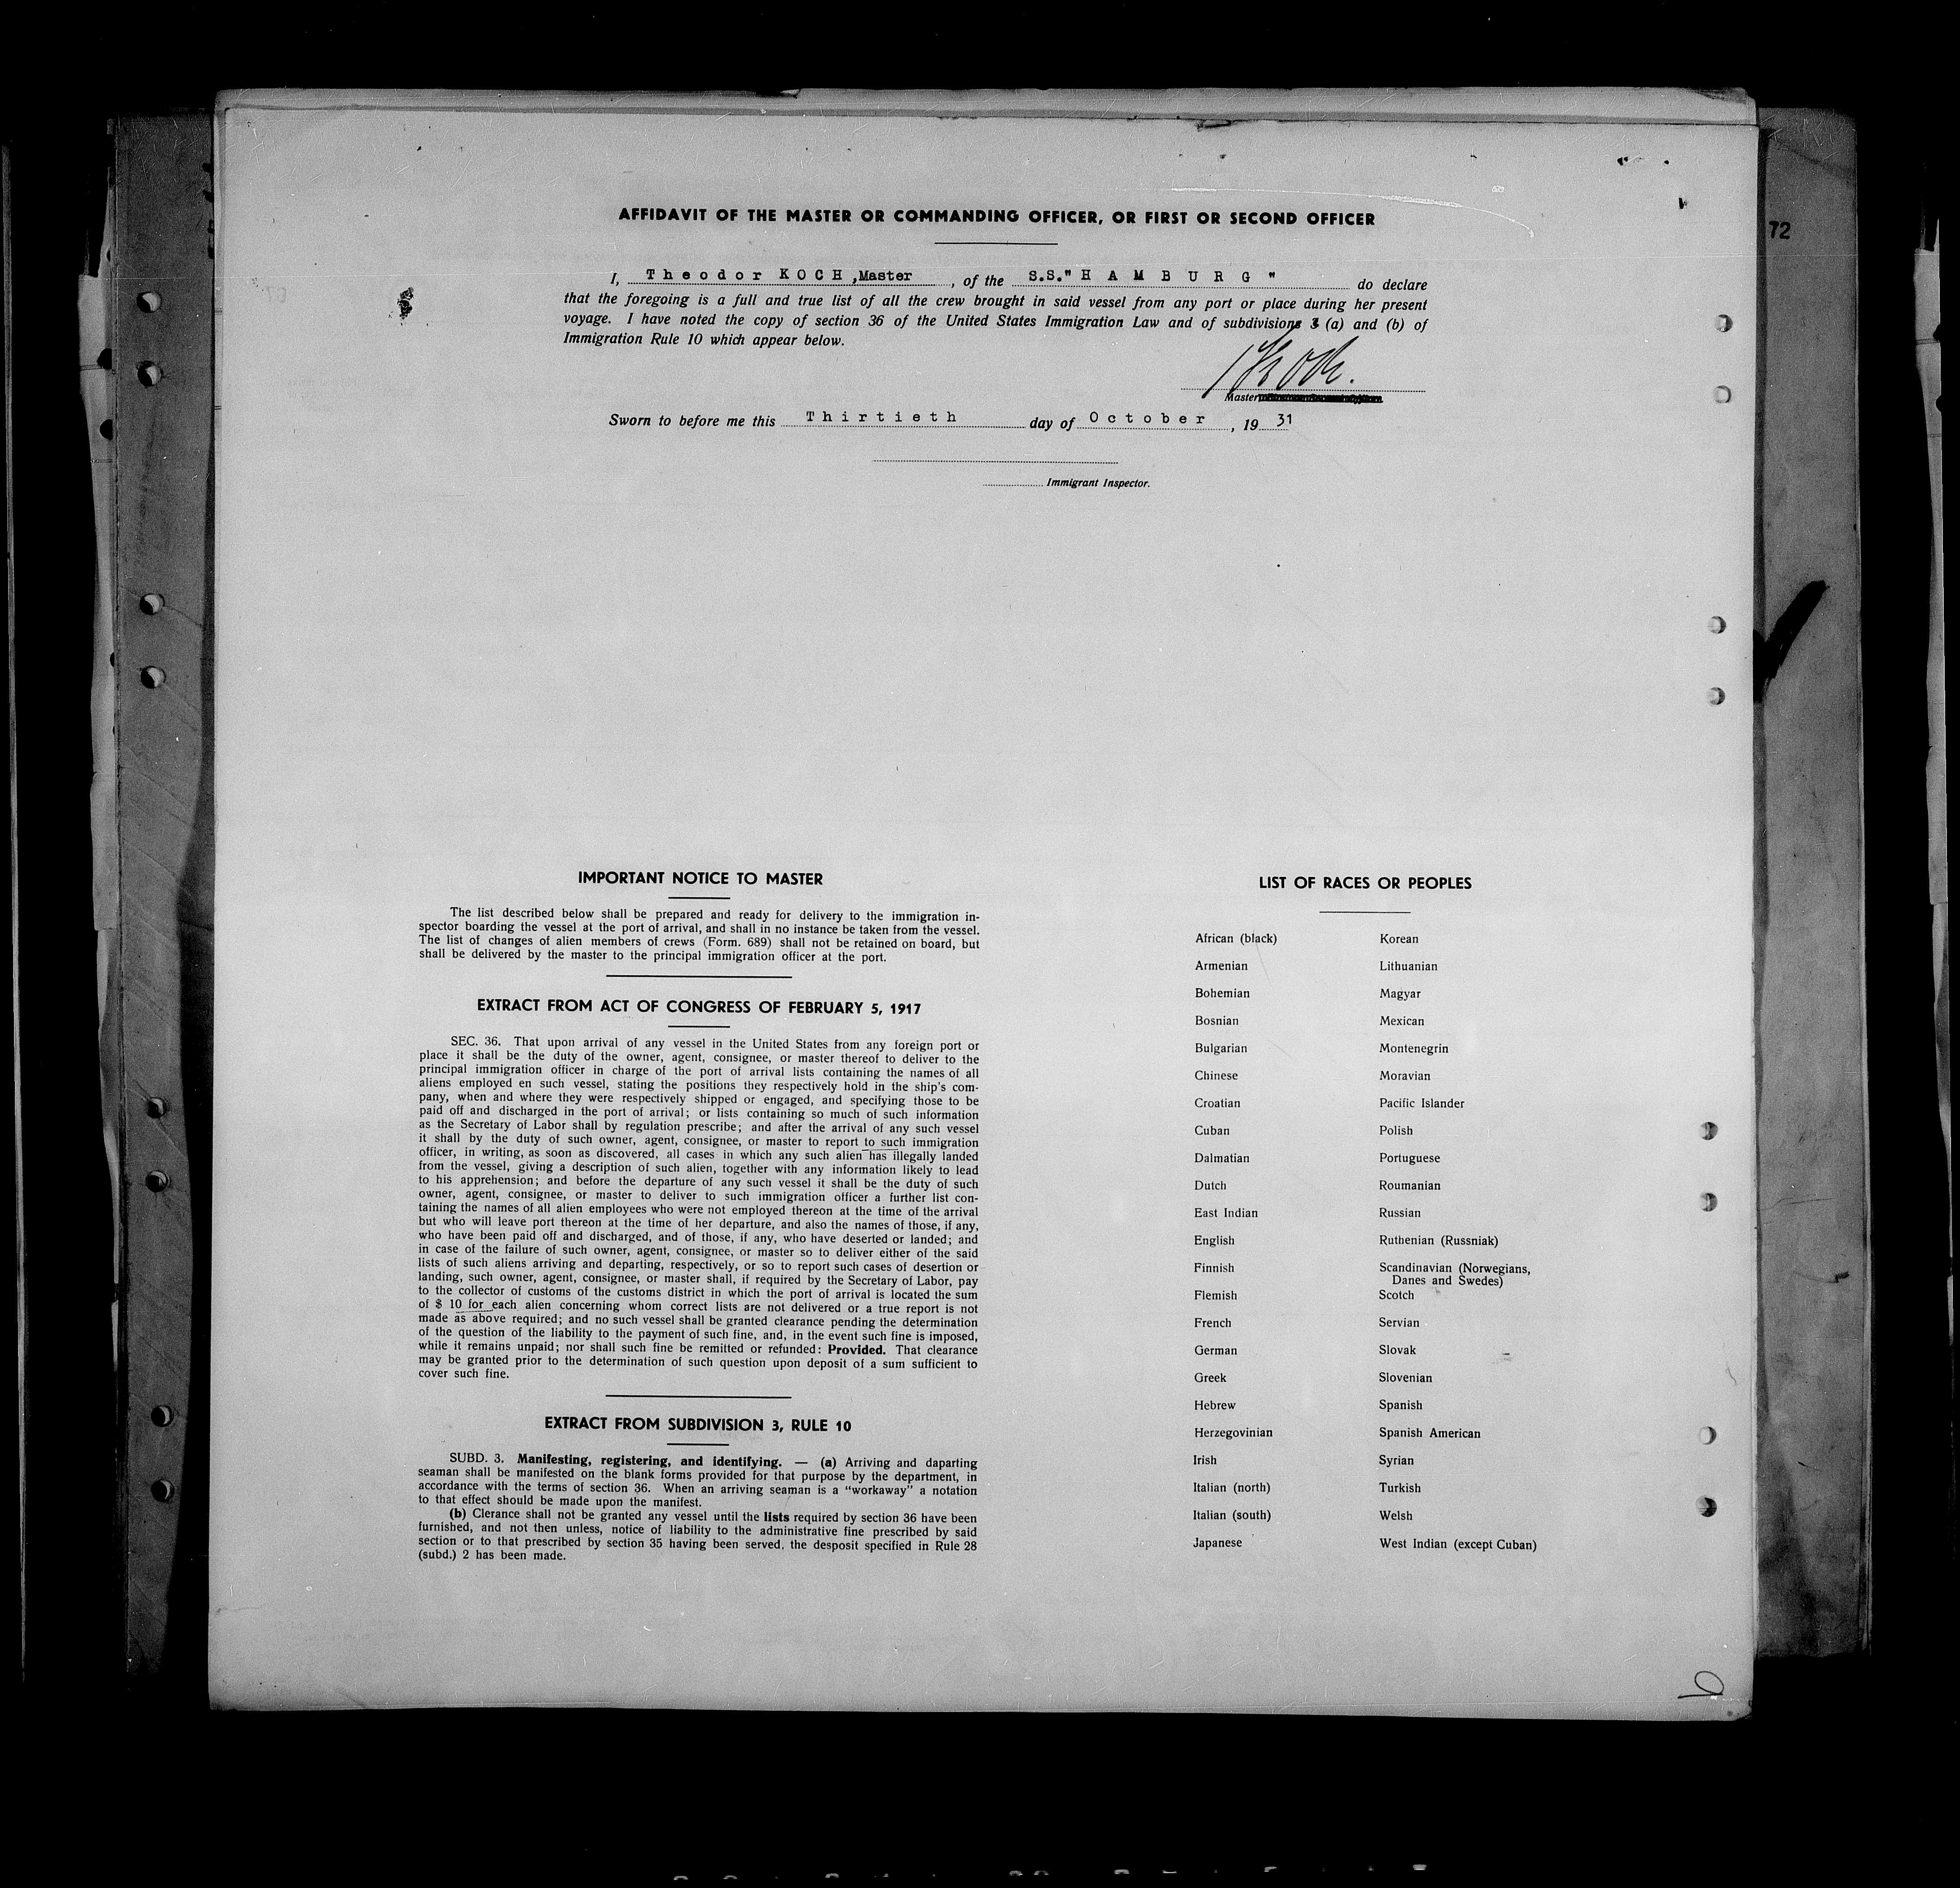 AFFIDAVIT OF THE MASTER OR COMMANDING OFFICER, OR FIRST OR SECOND OFFICER
72
I, Theodor KOCH, Master, of the S.S."HAMBURG" do declare
that the foregoing is a full and true list of all the crew brought in said vessel from any port or place during her present
voyage. I have noted the copy of section 36 of the United States Immigration Law and of subdivisions 3 (a) and (b) of
Immigration Rule 10 which appear below.
Koch.
Master
Sworn to before me this Thirtieth day of October, 19 31
Immigrant Inspector.
IMPORTANT NOTICE TO MASTER
The list described below shall be prepared and ready for delivery to the immigration in-
spector boarding the vessel at the port of arrival, and shall in no instance be taken from the vessel.
The list of changes of alien members of crews (Form. 689) shall not be retained on board, but
shall be delivered by the master to the principal immigration officer at the port.
EXTRACT FROM ACT OF CONGRESS OF FEBRUARY 5, 1917
SEC. 36. That upon arrival of any vessel in the United States from any foreign port or
place it shall be the duty of the owner, agent, consignee, or master thereof to deliver to the
principal immigration officer in charge of the port of arrival lists containing the names of all
aliens employed en such vessel, stating the positions they respectively hold in the ship's com-
pany, when and where they were respectively shipped or engaged, and specifying those to be
paid off and discharged in the port of arrival; or lists containing so much of such information
as the Secretary of Labor shall by regulation prescribe; and after the arrival of any such vessel
it shall by the duty of such owner, agent, consignee, or master to report to such immigration
officer, in writing, as soon as discovered, all cases in which any such alien has illegally landed
from the vessel, giving a description of such alien, together with any information likely to lead
to his apprehension; and before the departure of any such vessel it shall be the duty of such
owner, agent, consignee, or master to deliver to such immigration officer a further list con-
taining the names of all alien employees who were not employed thereon at the time of the arrival
but who will leave port thereon at the time of her departure, and also the names of those, if any,
who have been paid off and discharged, and of those, if any, who have deserted or landed; and
in case of the failure of such owner, agent, consignee, or master so to deliver either of the said
lists of such aliens arriving and departing, respectively, or so to report such cases of desertion or
landing, such owner, agent, consignee, or master shall, if required by the Secretary of Labor, pay
to the collector of customs of the customs district in which the port of arrival is located the sum
of $ 10 for each alien concerning whom correct lists are not delivered or a true report is not
made as above required; and no such vessel shall be granted clearance pending the determination
of the question of the liability to the payment of such fine, and, in the event such fine is imposed,
while it remains unpaid; nor shall such fine be remitted or refunded: Provided. That clearance
may be granted prior to the determination of such question upon deposit of a sum sufficient to
cover such fine.
EXTRACT FROM SUBDIVISION 3, RULE 10
SUBD. 3. Manifesting, registering, and identifying. — (a) Arriving and daparting
seaman shall be manifested on the blank forms provided for that purpose by the department, in
accordance with the terms of section 36. When an arriving seaman is a "workaway" a notation
to that effect should be made upon the manifest.
(b) Clerance shall not be granted any vessel until the lists required by section 36 have been
furnished, and not then unless, notice of liability to the administrative fine prescribed by said
section or to that prescribed by section 35 having been served, the desposit specified in Rule 28
(subd.) 2 has been made.
LIST OF RACES OR PEOPLES
African (black)
Armenian
Bohemian
Bosnian
Bulgarian
Chinese
Croatian
Cuban
Dalmatian
Dutch
East Indian
English
Finnish
Flemish
French
German
Greek
Hebrew
Herzegovinian
Irish
Italian (north)
Italian (south)
Japanese
Korean
Lithuanian
Magyar
Mexican
Montenegrin
Moravian
Pacific Islander
Polish
Portuguese
Roumanian
Russian
Ruthenian (Russniak)
Scandinavian (Norwegians,
Danes and Swedes)
Scotch
Servian
Slovak
Slovenian
Spanish
Spanish American
Syrian
Turkish
Welsh
West Indian (except Cuban)